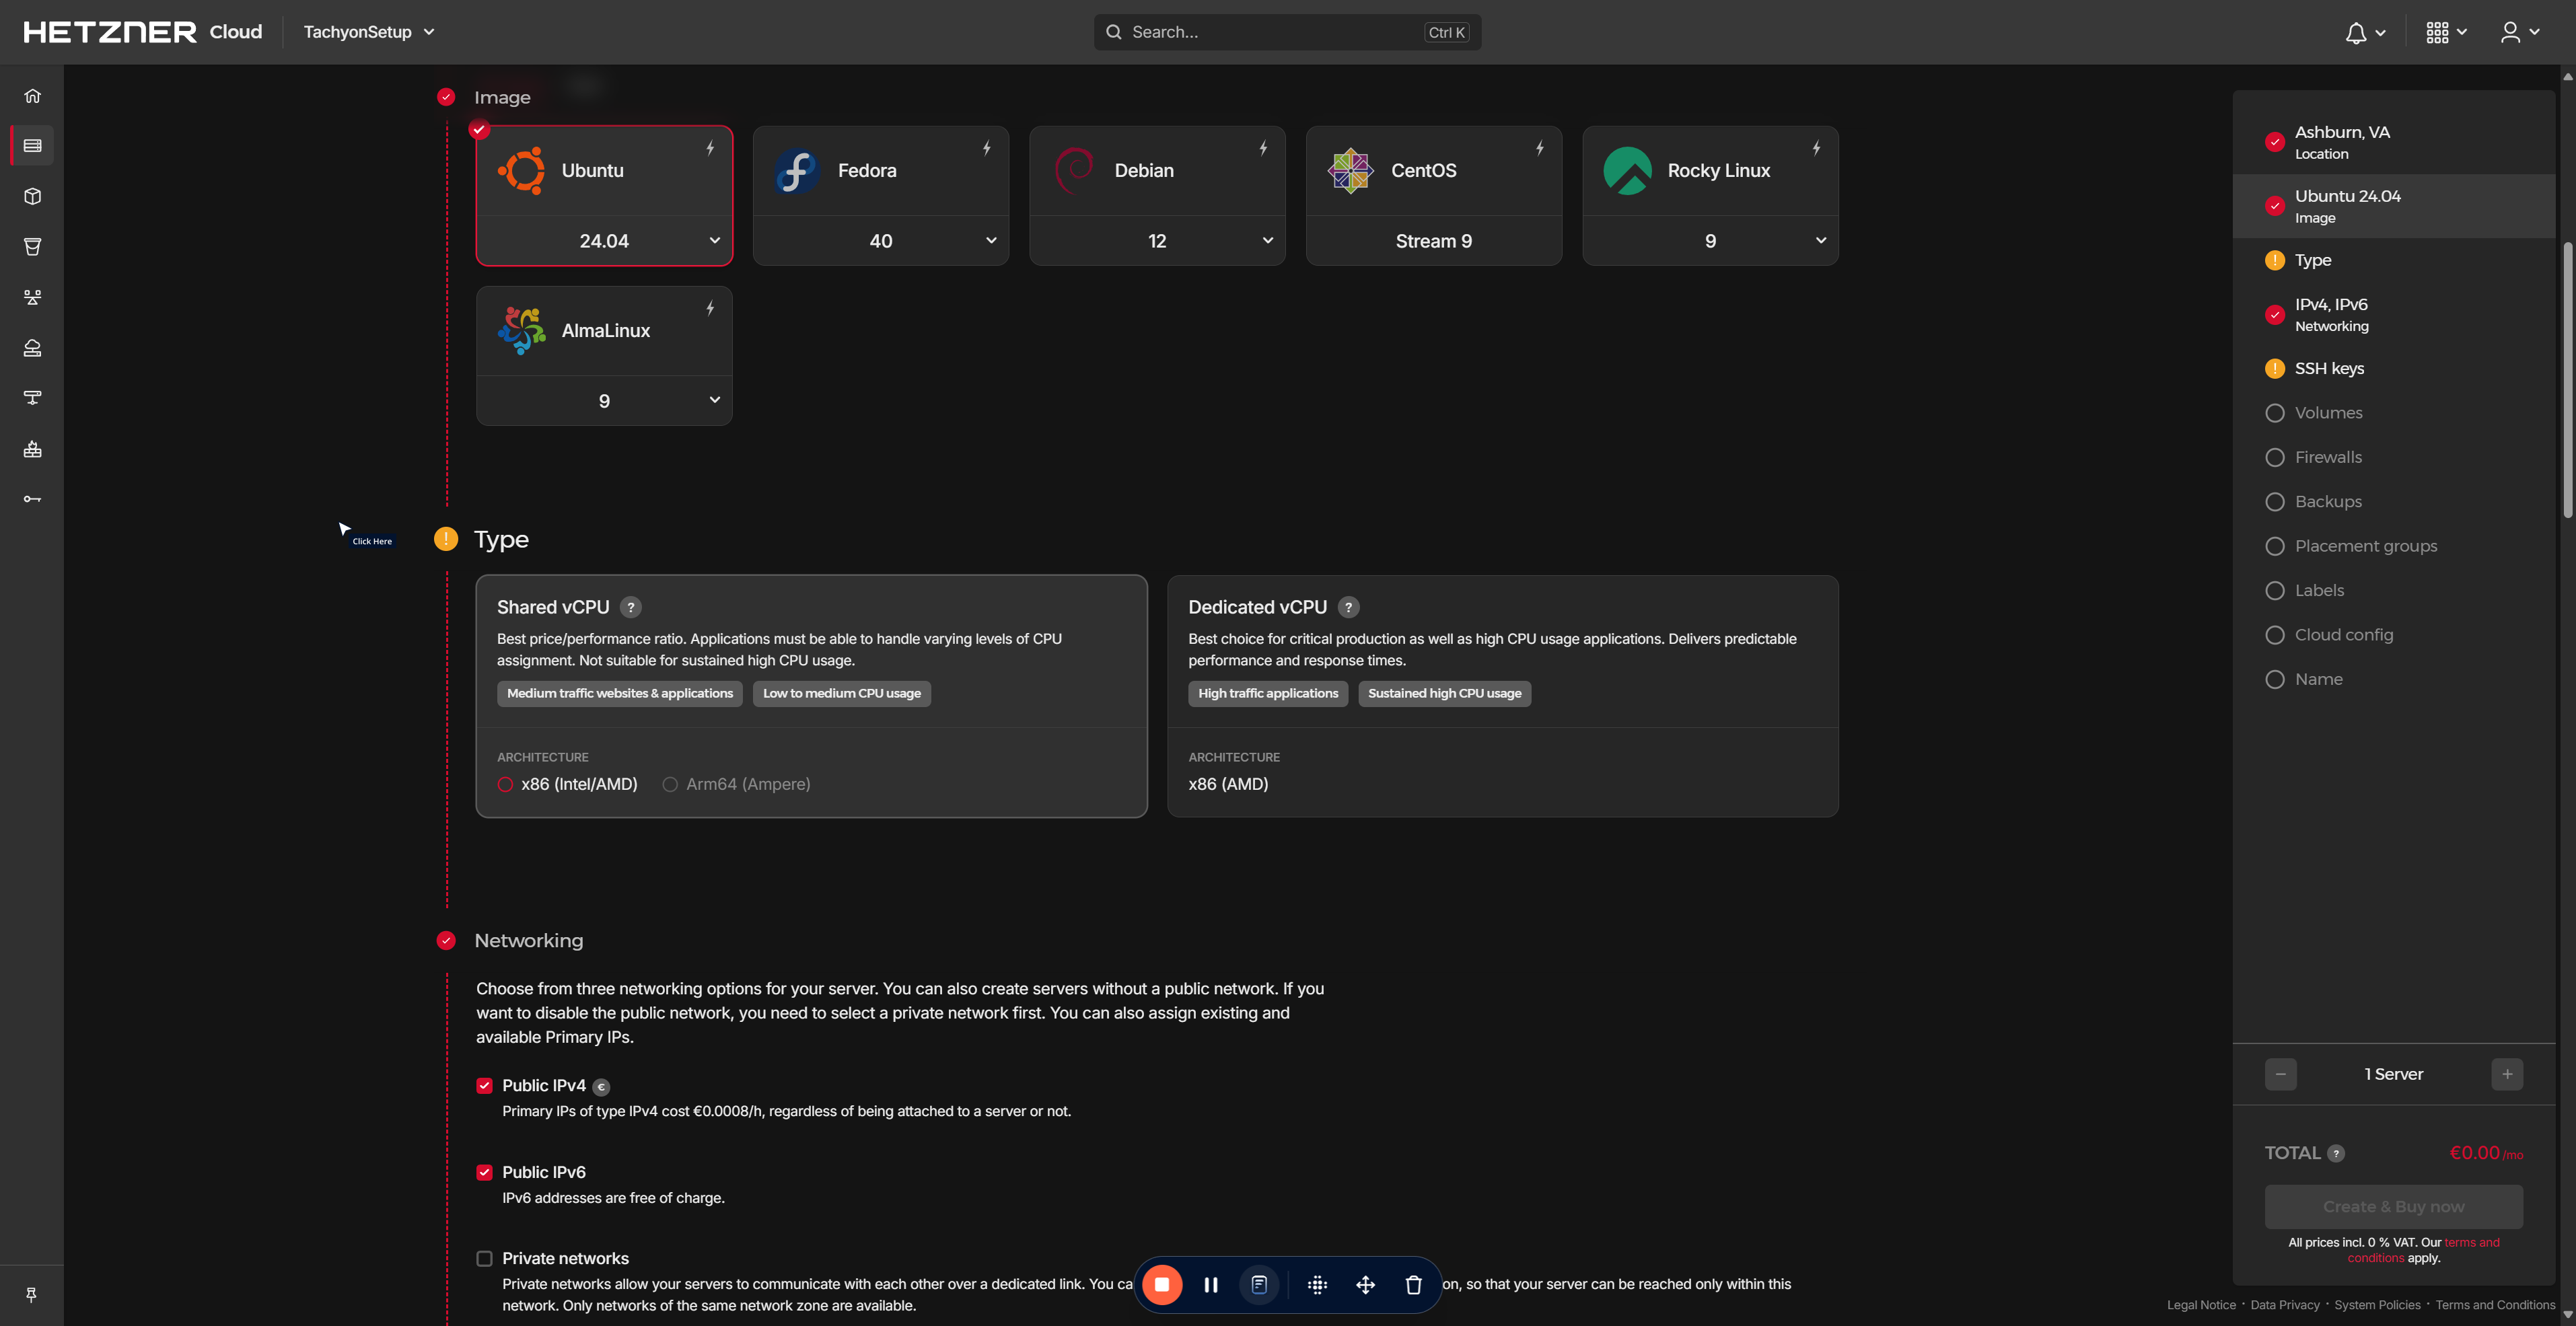 HETZNER Cloud
TachyonSetup
Search...
Ctrl K
Image
Ubuntu
24.04
Fedora
40
Debian
12
CentOS
Stream 9
Rocky Linux
9
AlmaLinux
9
Click Here
Type
Shared vCPU ?
Best price/performance ratio. Applications must be able to handle varying levels of CPU
assignment. Not suitable for sustained high CPU usage.
Medium traffic websites & applications
Low to medium CPU usage
ARCHITECTURE
x86 (Intel/AMD)
Arm64 (Ampere)
Dedicated vCPU ?
Best choice for critical production as well as high CPU usage applications. Delivers predictable
performance and response times.
High traffic applications
Sustained high CPU usage
ARCHITECTURE
x86 (AMD)
Networking
Choose from three networking options for your server. You can also create servers without a public network. If you
want to disable the public network, you need to select a private network first. You can also assign existing and
available Primary IPs.
Public IPv4 €
Primary IPs of type IPv4 cost €0.0008/h, regardless of being attached to a server or not.
Public IPv6
IPv6 addresses are free of charge.
Private networks
Private networks allow your servers to communicate with each other over a dedicated link. You ca
on, so that your server can be reached only within this
network. Only networks of the same network zone are available.
Ashburn, VA
Location
Ubuntu 24.04
Image
! Type
IPv4, IPv6
Networking
! SSH keys
Volumes
Firewalls
Backups
Placement groups
Labels
Cloud config
Name
− 1 Server +
TOTAL ? €0.00 /mo
Create & Buy now
All prices incl. 0 % VAT. Our terms and
conditions apply.
Legal Notice · Data Privacy · System Policies · Terms and Conditions